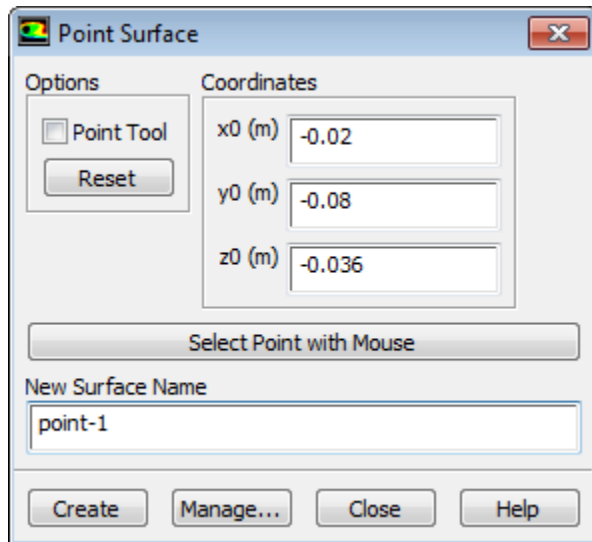 Point Surface
Options
Point Tool
Reset
Coordinates
x0 (m) -0.02
y0 (m) -0.08
z0 (m) -0.036
Select Point with Mouse
New Surface Name
point-1
Create Manage... Close Help